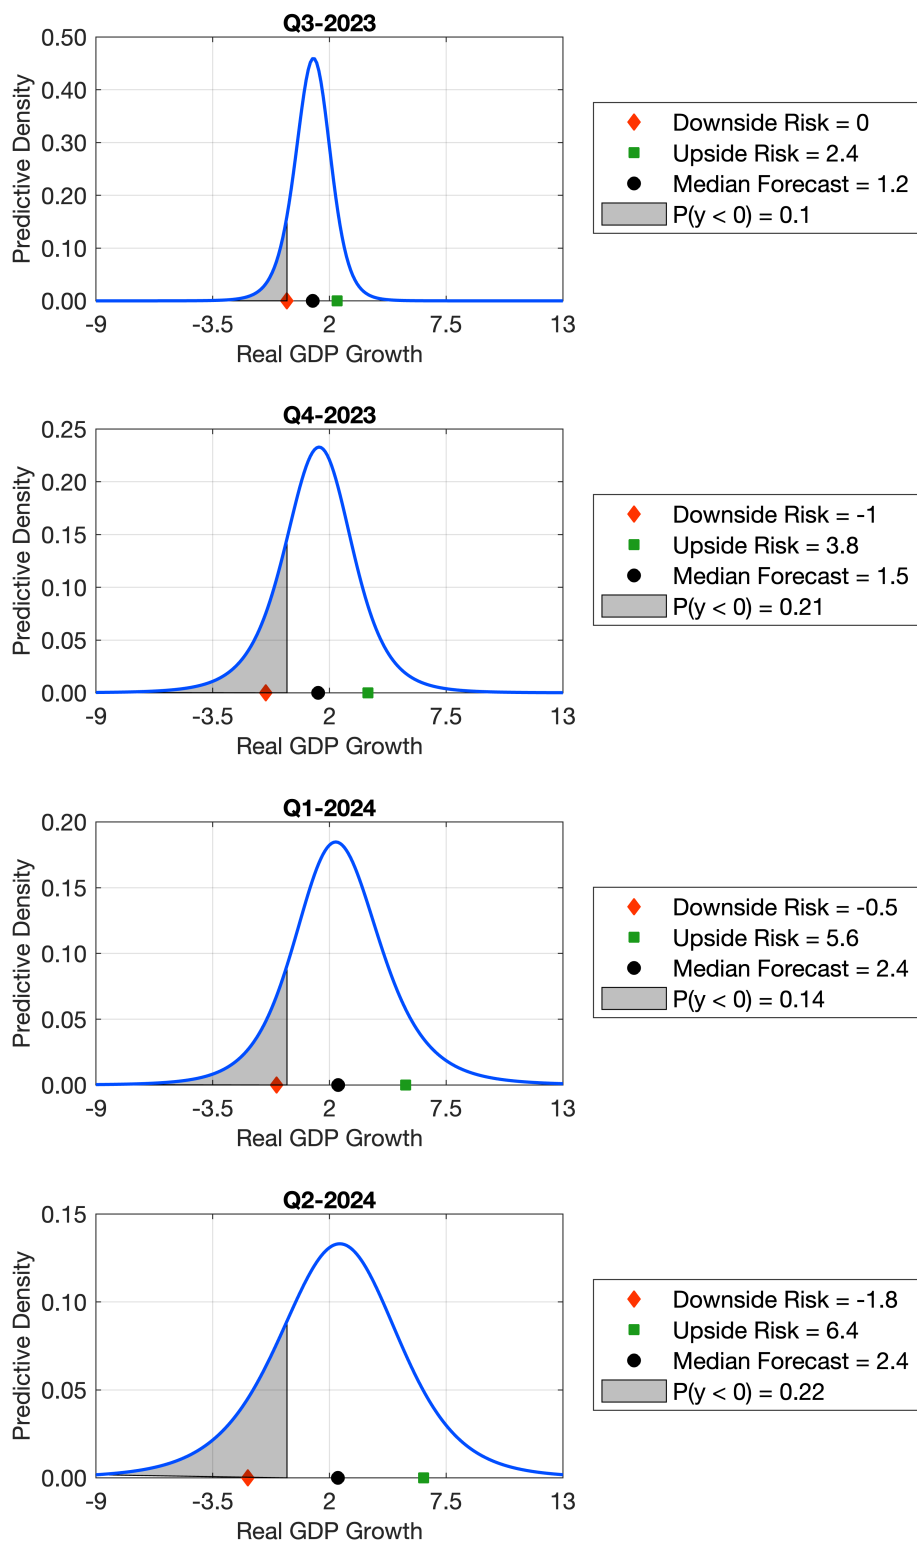 Q3-2023
0.50
0.40
0.30
0.20
0.10
0.00
Predictive Density
-9 -3.5 2 7.5 13
Real GDP Growth
Downside Risk = 0
Upside Risk = 2.4
Median Forecast = 1.2
P(y < 0) = 0.1
Q4-2023
0.25
0.20
0.15
0.10
0.05
0.00
Predictive Density
-9 -3.5 2 7.5 13
Real GDP Growth
Downside Risk = -1
Upside Risk = 3.8
Median Forecast = 1.5
P(y < 0) = 0.21
Q1-2024
0.20
0.15
0.10
0.05
0.00
Predictive Density
-9 -3.5 2 7.5 13
Real GDP Growth
Downside Risk = -0.5
Upside Risk = 5.6
Median Forecast = 2.4
P(y < 0) = 0.14
Q2-2024
0.15
0.10
0.05
0.00
Predictive Density
-9 -3.5 2 7.5 13
Real GDP Growth
Downside Risk = -1.8
Upside Risk = 6.4
Median Forecast = 2.4
P(y < 0) = 0.22